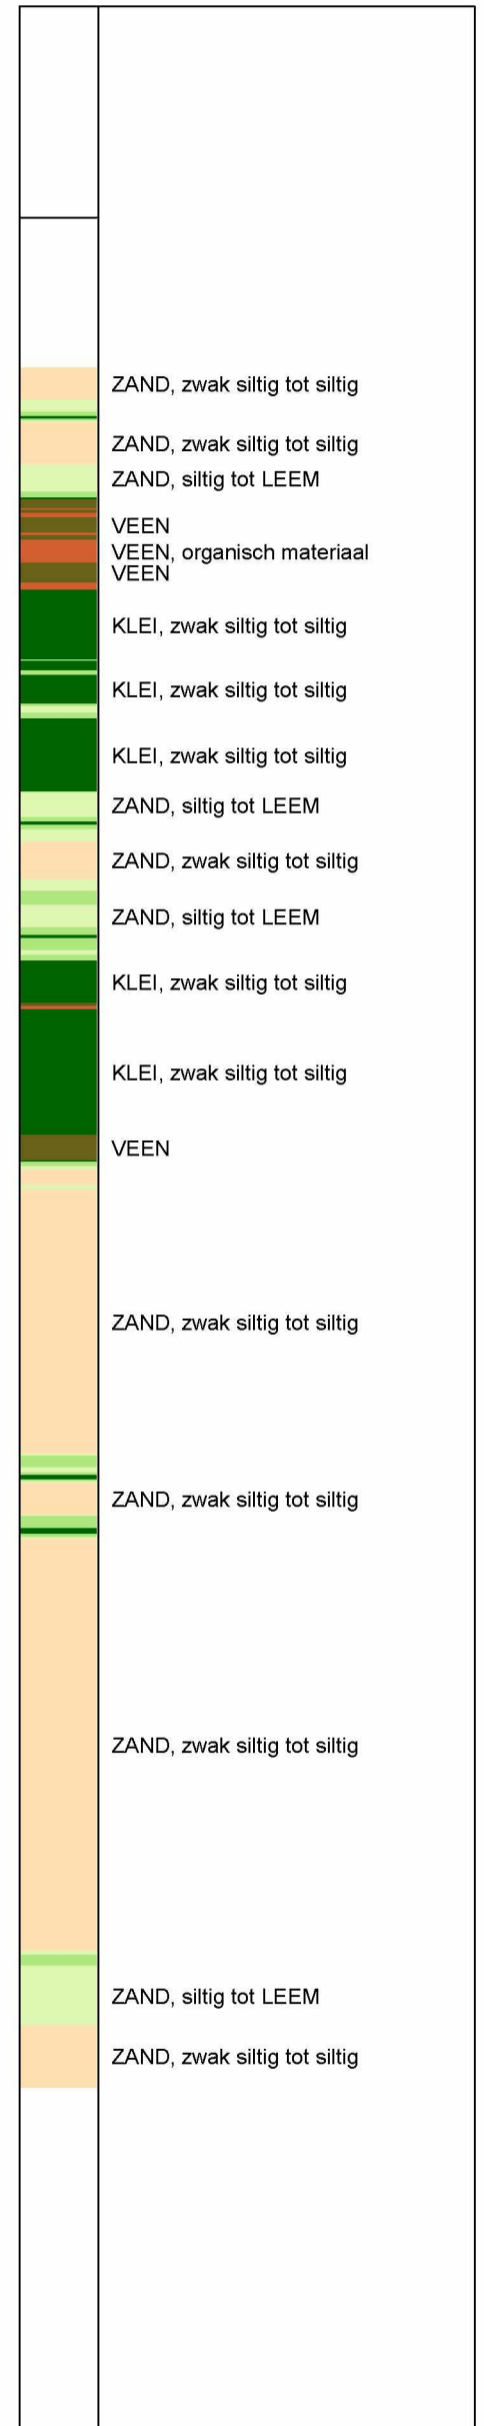 ZAND, zwak siltig tot siltig
ZAND, zwak siltig tot siltig
ZAND, siltig tot LEEM
VEEN
VEEN, organisch materiaal
VEEN
KLEI, zwak siltig tot siltig
KLEI, zwak siltig tot siltig
KLEI, zwak siltig tot siltig
ZAND, siltig tot LEEM
ZAND, zwak siltig tot siltig
ZAND, siltig tot LEEM
KLEI, zwak siltig tot siltig
KLEI, zwak siltig tot siltig
VEEN
ZAND, zwak siltig tot siltig
ZAND, zwak siltig tot siltig
ZAND, zwak siltig tot siltig
ZAND, siltig tot LEEM
ZAND, zwak siltig tot siltig